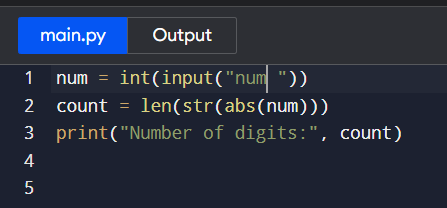 main.py Output
1 num = int(input("num "))
2 count = len(str(abs(num)))
3 print("Number of digits:", count)
4
5